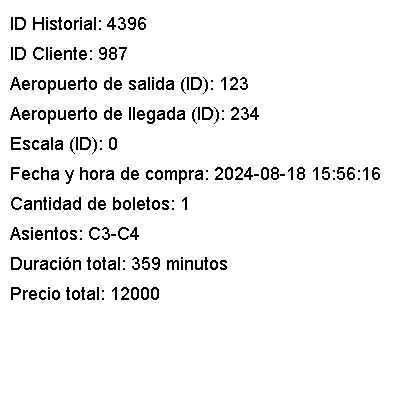 ID Historial: 4396
ID Cliente: 987
Aeropuerto de salida (ID): 123
Aeropuerto de llegada (ID): 234
Escala (ID): 0
Fecha y hora de compra: 2024-08-18 15:56:16
Cantidad de boletos: 1
Asientos: C3-C4
Duración total: 359 minutos
Precio total: 12000